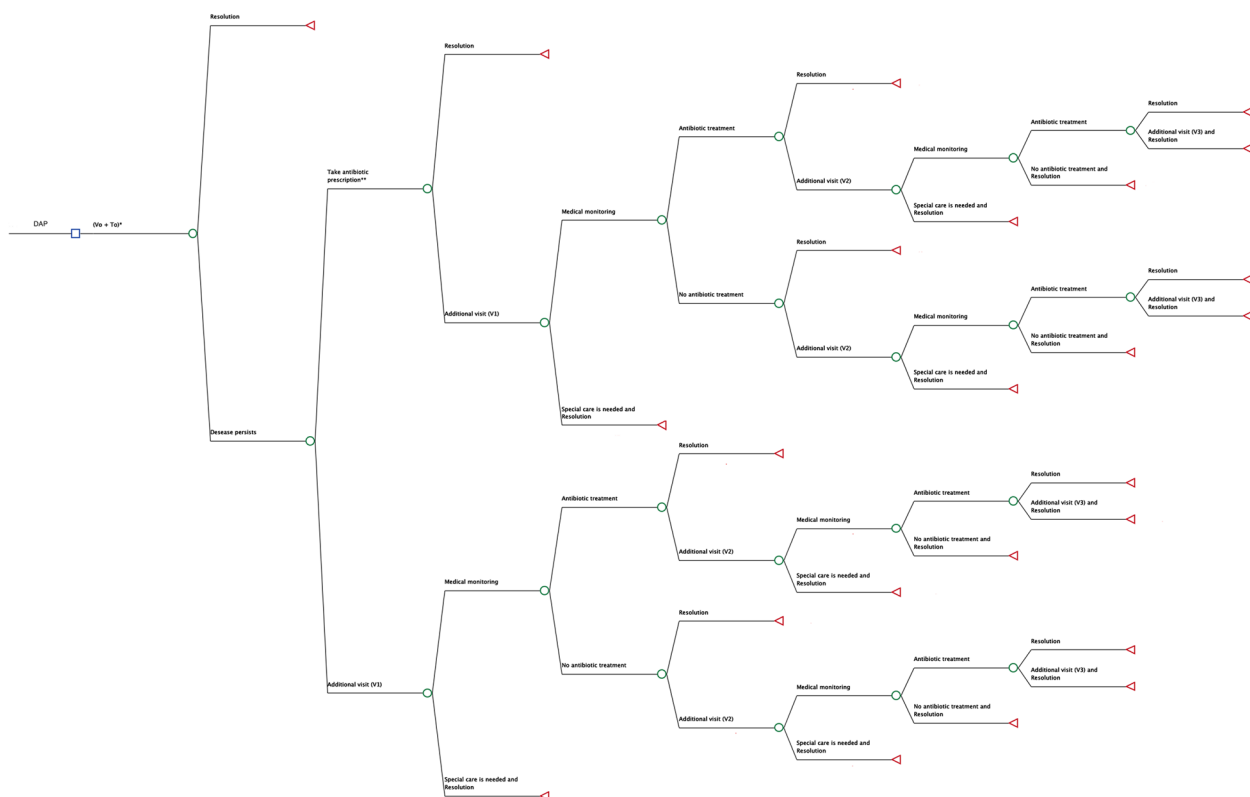 Resolution
Resolution
Resolution
Resolution
Antibiotic treatment
Antibiotic treatment
Additional visit (V3) and
Resolution
Medical monitoring
Take antibiotic
prescription**
No antibiotic treatment and
Resolution
Additional visit (V2)
Special care is needed and
Resolution
Medical monitoring
DAP
(Vo + To)*
Resolution
Resolution
Antibiotic treatment
No antibiotic treatment
Additional visit (V3) and
Resolution
Additional visit (V1)
Medical monitoring
No antibiotic treatment and
Resolution
Additional visit (V2)
Special care is needed and
Resolution
Special care is needed and
Resolution
Desease persists
Resolution
Resolution
Antibiotic treatment
Antibiotic treatment
Additional visit (V3) and
Resolution
Medical monitoring
No antibiotic treatment and
Resolution
Additional visit (V2)
Special care is needed and
Resolution
Medical monitoring
Resolution
Resolution
No antibiotic treatment
Antibiotic treatment
Additional visit (V3) and
Resolution
Additional visit (V1)
Medical monitoring
No antibiotic treatment and
Resolution
Additional visit (V2)
Special care is needed and
Resolution
Special care is needed and
Resolution